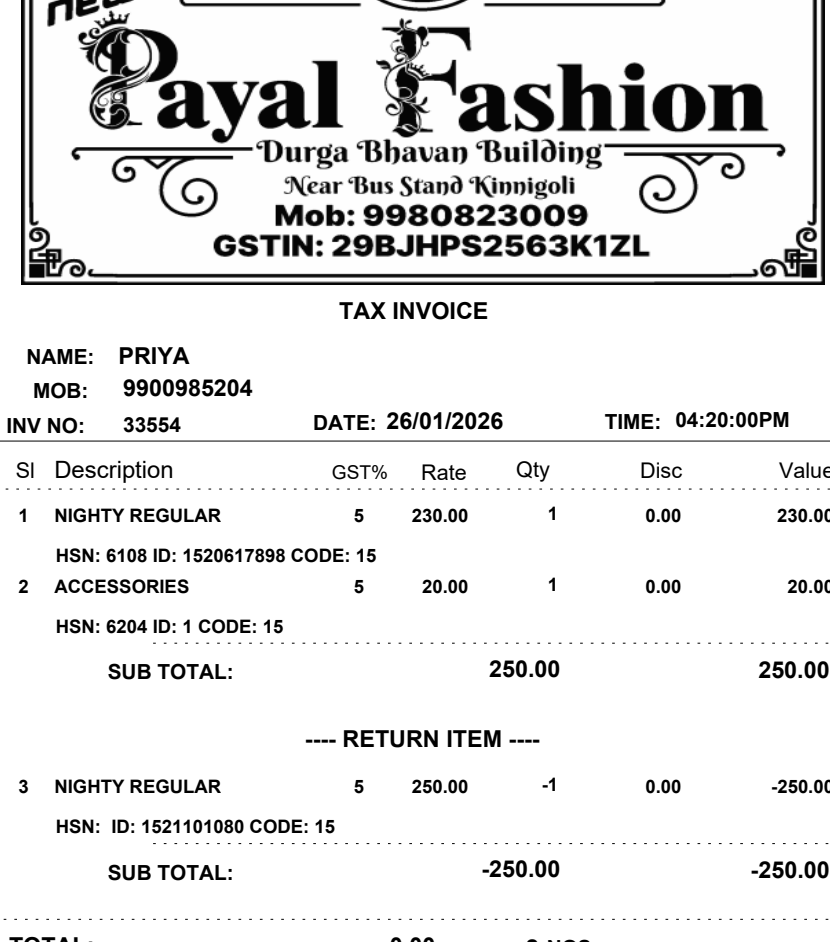 new
Payal Fashion
Durga Bhavan Building
Near Bus Stand Kinnigoli
Mob: 9980823009
GSTIN: 29BJHPS2563K1ZL
TAX INVOICE
NAME: PRIYA
MOB: 9900985204
INV NO: 33554 DATE: 26/01/2026 TIME: 04:20:00PM
Sl Description GST% Rate Qty Disc Value
1 NIGHTY REGULAR 5 230.00 1 0.00 230.00
HSN: 6108 ID: 1520617898 CODE: 15
2 ACCESSORIES 5 20.00 1 0.00 20.00
HSN: 6204 ID: 1 CODE: 15
SUB TOTAL: 250.00 250.00
---- RETURN ITEM ----
3 NIGHTY REGULAR 5 250.00 -1 0.00 -250.00
HSN: ID: 1521101080 CODE: 15
SUB TOTAL: -250.00 -250.00
TOTAL: 0.00